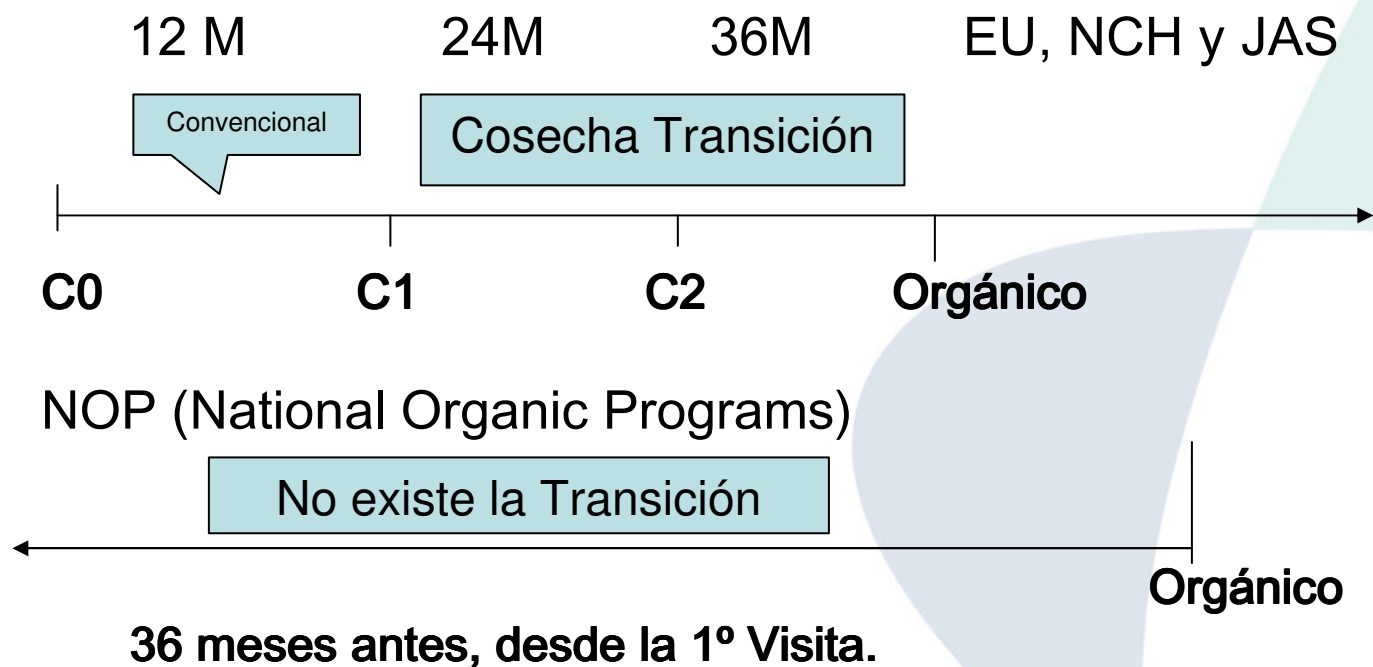 12 M 24M 36M EU, NCH y JAS
Convencional
Cosecha Transición
C0 C1 C2 Orgánico
NOP (National Organic Programs)
No existe la Transición
Orgánico
36 meses antes, desde la 1º Visita.